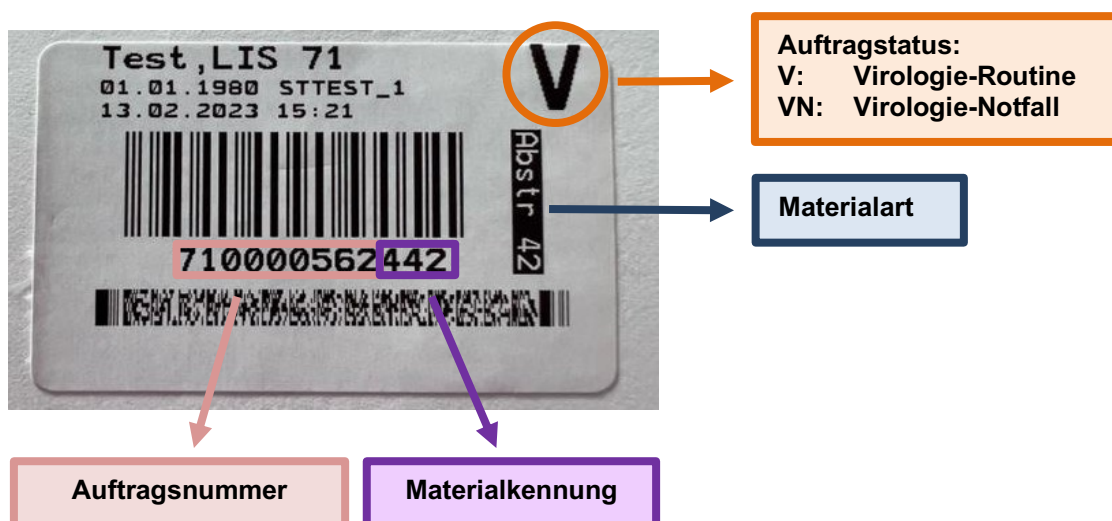 Test,LIS 71
01.01.1980 STTEST_1
13.02.2023 15:21
V
Abstr 42
710000562442
Auftragstatus:
V: Virologie-Routine
VN: Virologie-Notfall
Materialart
Auftragsnummer
Materialkennung